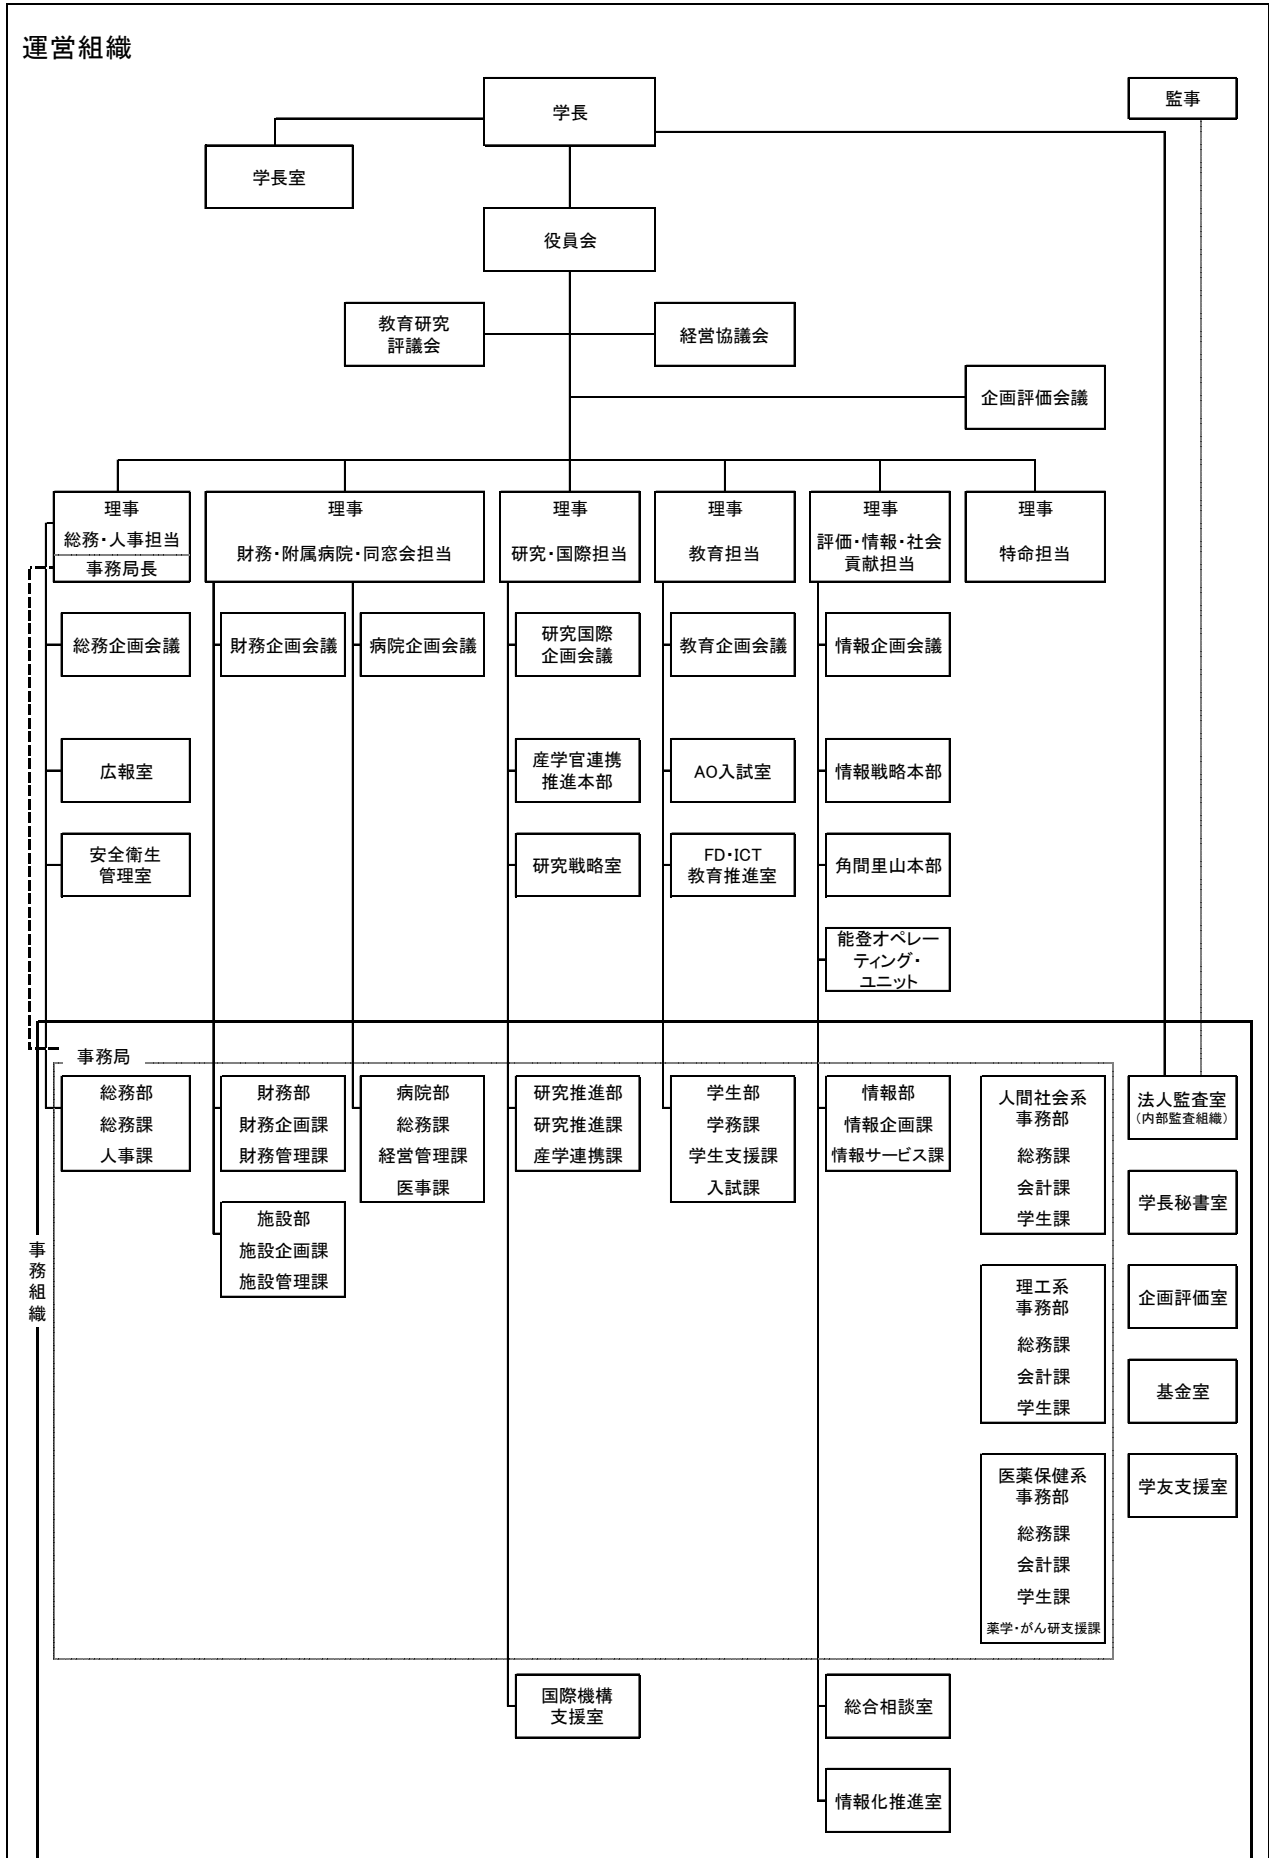 運営組織
学長
監事
学長室
役員会
教育研究
評議会
経営協議会
企画評価会議
理事
総務・人事担当
事務局長
理事
財務・附属病院・同窓会担当
理事
研究・国際担当
理事
教育担当
理事
評価・情報・社会
貢献担当
理事
特命担当
総務企画会議
財務企画会議
病院企画会議
研究国際
企画会議
教育企画会議
情報企画会議
広報室
産学官連携
推進本部
AO入試室
情報戦略本部
安全衛生
管理室
研究戦略室
FD・ICT
教育推進室
角間里山本部
能登オペレー
ティング・
ユニット
事務組織
事務局
総務部
総務課
人事課
財務部
財務企画課
財務管理課
病院部
総務課
経営管理課
医事課
研究推進部
研究推進課
産学連携課
学生部
学務課
学生支援課
入試課
情報部
情報企画課
情報サービス課
人間社会系
事務部
総務課
会計課
学生課
法人監査室
(内部監査組織)
施設部
施設企画課
施設管理課
学長秘書室
理工系
事務部
総務課
会計課
学生課
企画評価室
基金室
医薬保健系
事務部
総務課
会計課
学生課
薬学・がん研支援課
学友支援室
国際機構
支援室
総合相談室
情報化推進室